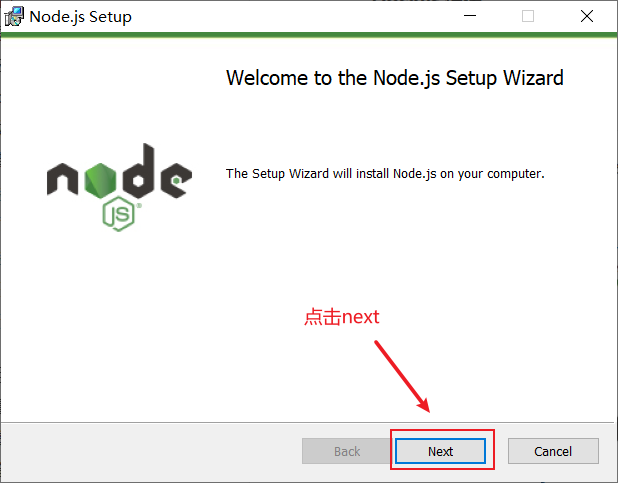 Node.js Setup
Welcome to the Node.js Setup Wizard
node
JS
The Setup Wizard will install Node.js on your computer.
点击next
Back
Next
Cancel